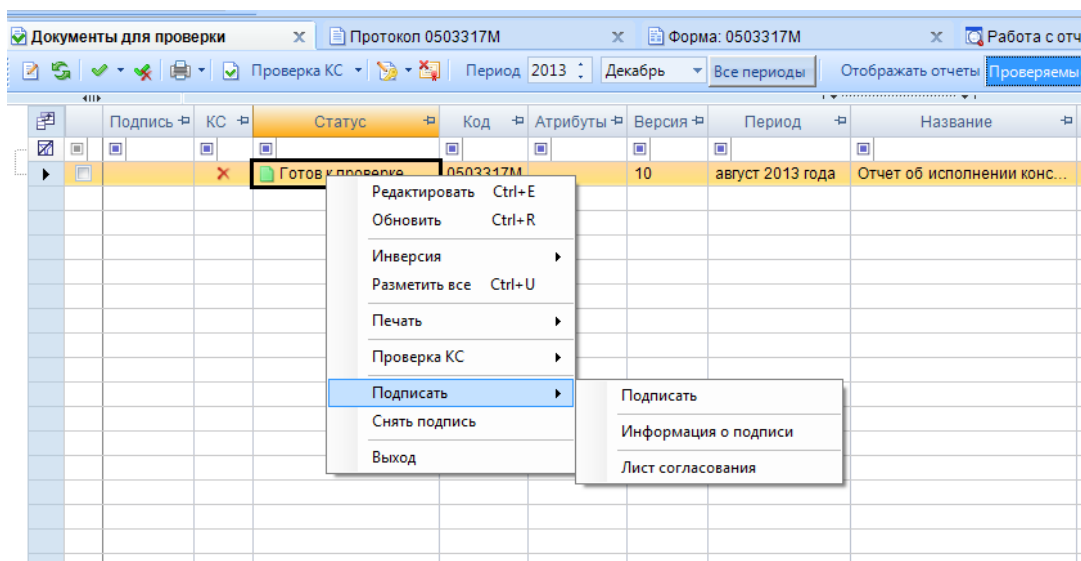 Документы для проверки Протокол 0503317М Форма: 0503317М Работа с отч
Проверка КС Период 2013 Декабрь Все периоды Отображать отчеты Проверяемы
Подпись КС Статус Код Атрибуты Версия Период Название
Готов к проверке 0503317М 10 август 2013 года Отчет об исполнении конс...
Редактировать Ctrl+E
Обновить Ctrl+R
Инверсия
Разметить все Ctrl+U
Печать
Проверка КС
Подписать
Снять подпись
Выход
Подписать
Информация о подписи
Лист согласования